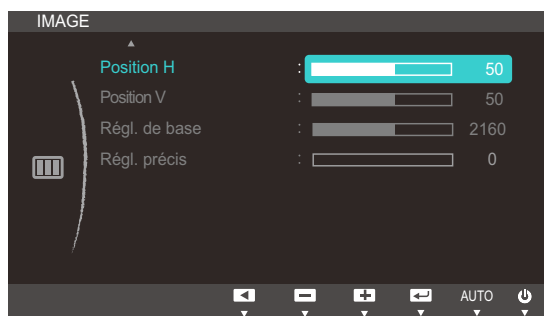 IMAGE
Position H : 50
Position V : 50
Régl. de base : 2160
Régl. précis : 0
AUTO